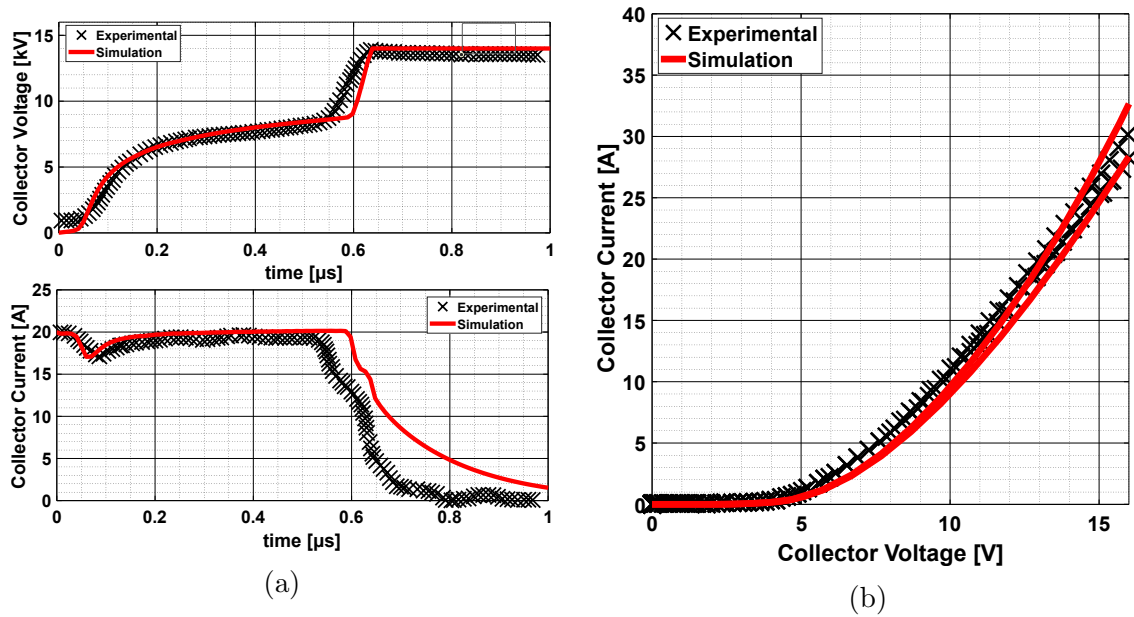 Collector Voltage [kV]
15
10
5
0
Experimental
Simulation
0
0.2
0.4
0.6
0.8
1
time [µs]
Collector Current [A]
25
20
15
10
5
0
Experimental
Simulation
0
0.2
0.4
0.6
0.8
1
time [µs]
(a)
Collector Current [A]
40
35
30
25
20
15
10
5
0
Experimental
Simulation
0
5
10
15
Collector Voltage [V]
(b)